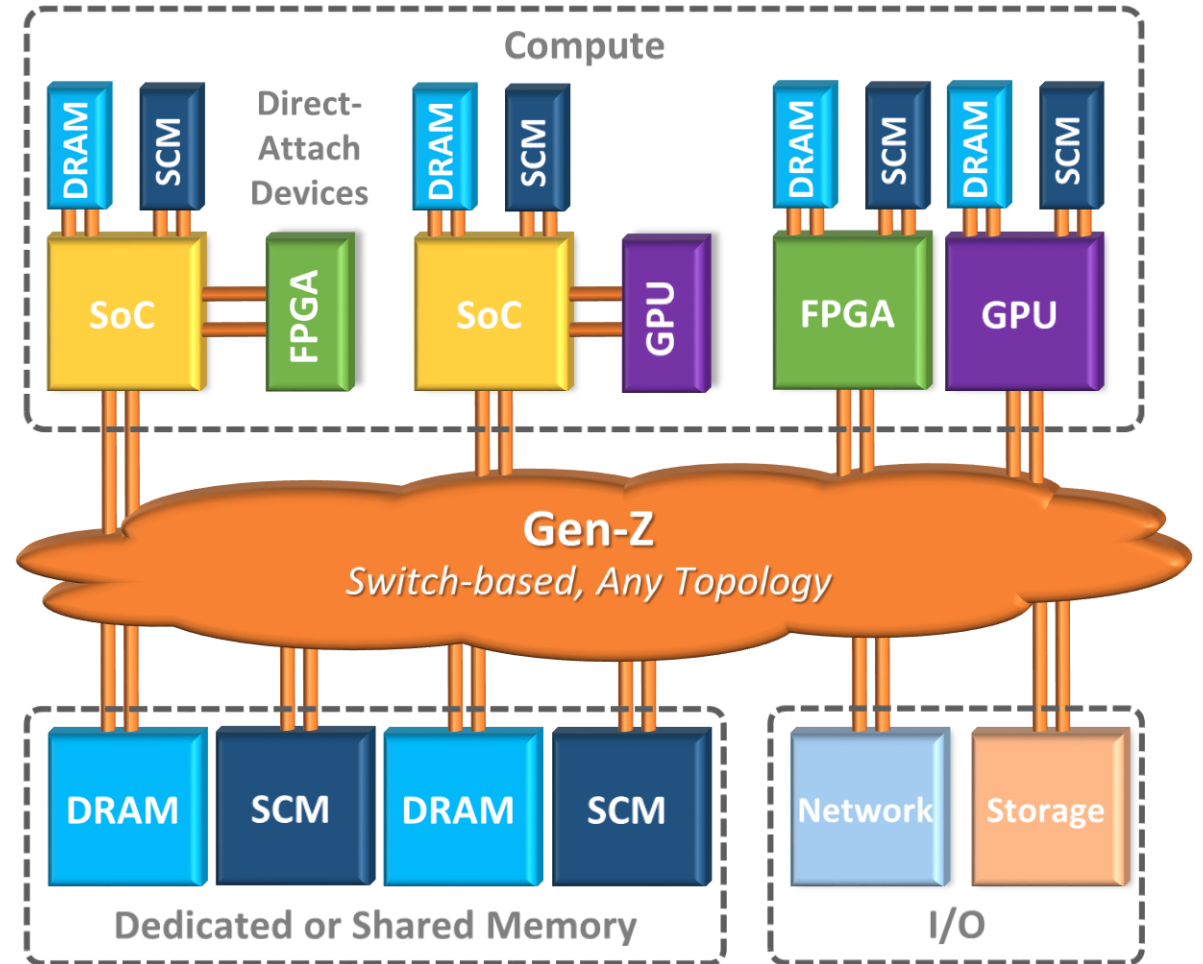 Compute
DRAM
SCM
Direct-
Attach
Devices
DRAM
SCM
DRAM
SCM
DRAM
SCM
SoC
FPGA
SoC
GPU
FPGA
GPU
Gen-Z
Switch-based, Any Topology
DRAM
SCM
DRAM
SCM
Network
Storage
Dedicated or Shared Memory
I/O